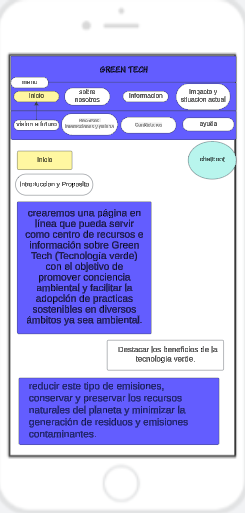 GREEN TECH
menu
Inicio
sobre
nosotros
Informacion
Impacto y
situacion actual
vision a futuro
Contáctanos
ayuda
Inicio
Introduccion y Proposito
crearemos una página en
línea que pueda servir
como centro de recursos e
información sobre Green
Tech (Tecnología verde)
con el objetivo de
promover conciencia
ambiental y facilitar la
adopción de practicas
sostenibles en diversos
ámbitos ya sea ambiental.
Destacar los beneficios de la
tecnología verde.
reducir este tipo de emisiones,
conservar y preservar los recursos
naturales del planeta y minimizar la
generación de residuos y emisiones
contaminantes.